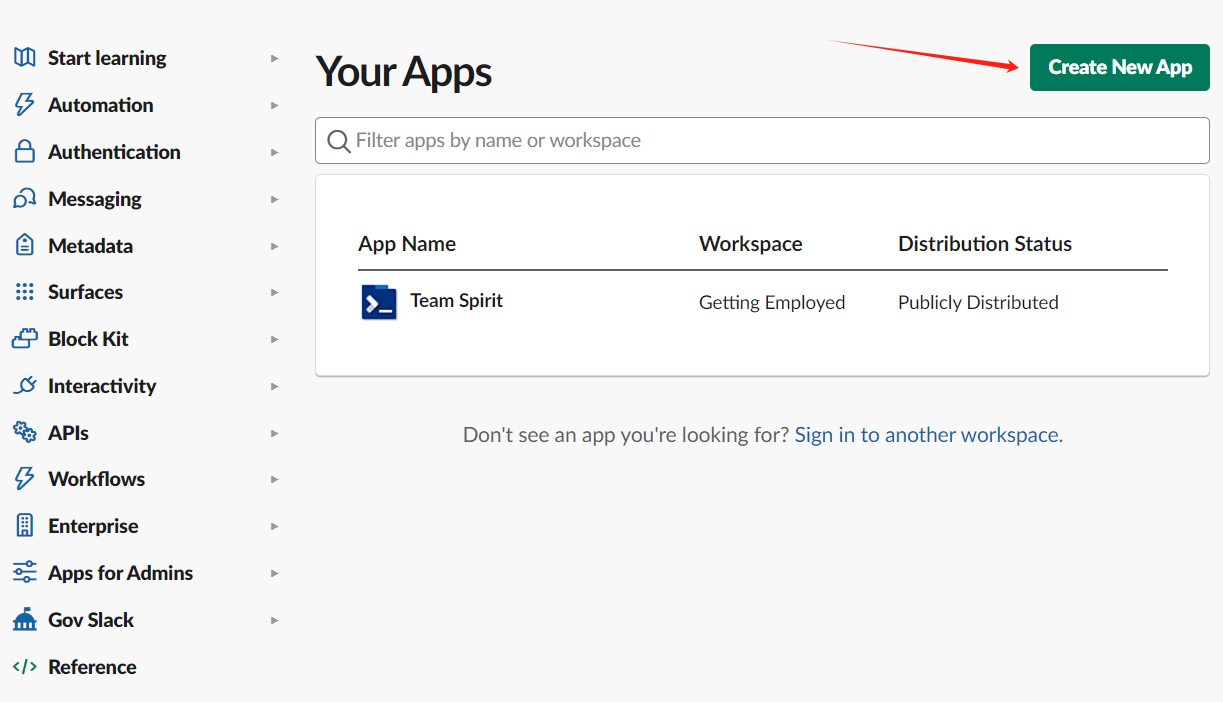 Start learning
Automation
Authentication
Messaging
Metadata
Surfaces
Block Kit
Interactivity
APIs
Workflows
Enterprise
Apps for Admins
Gov Slack
Reference
Your Apps
Create New App
Filter apps by name or workspace
App Name Workspace Distribution Status
Team Spirit Getting Employed Publicly Distributed
Don't see an app you're looking for? Sign in to another workspace.